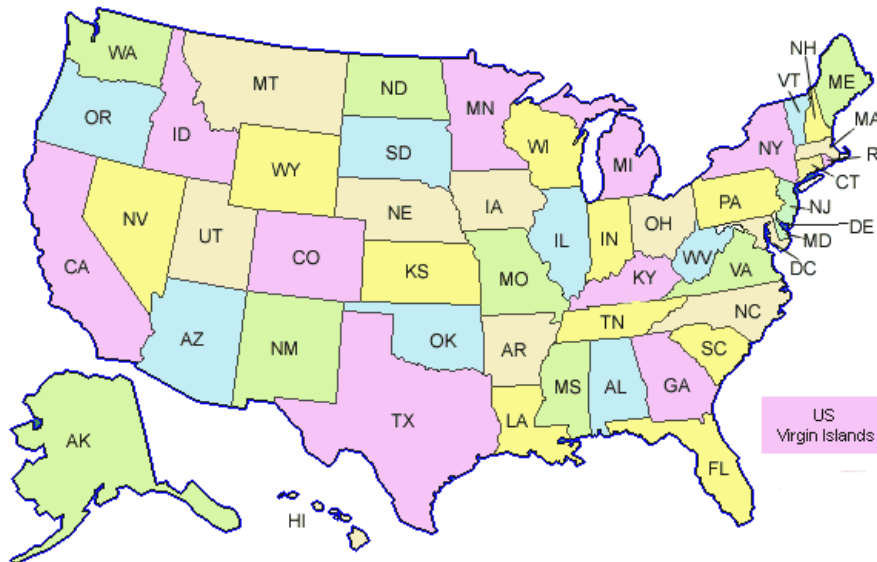 WA
MT
ND
MN
NH
VT
ME
OR
ID
SD
WI
MI
NY
MA
R
CT
WY
NE
IA
PA
NJ
NV
UT
CO
KS
MO
IL
IN
OH
WV
VA
DE
MD
DC
CA
KY
AZ
NM
OK
AR
TN
NC
SC
MS
AL
GA
TX
LA
FL
AK
HI
US
Virgin Islands